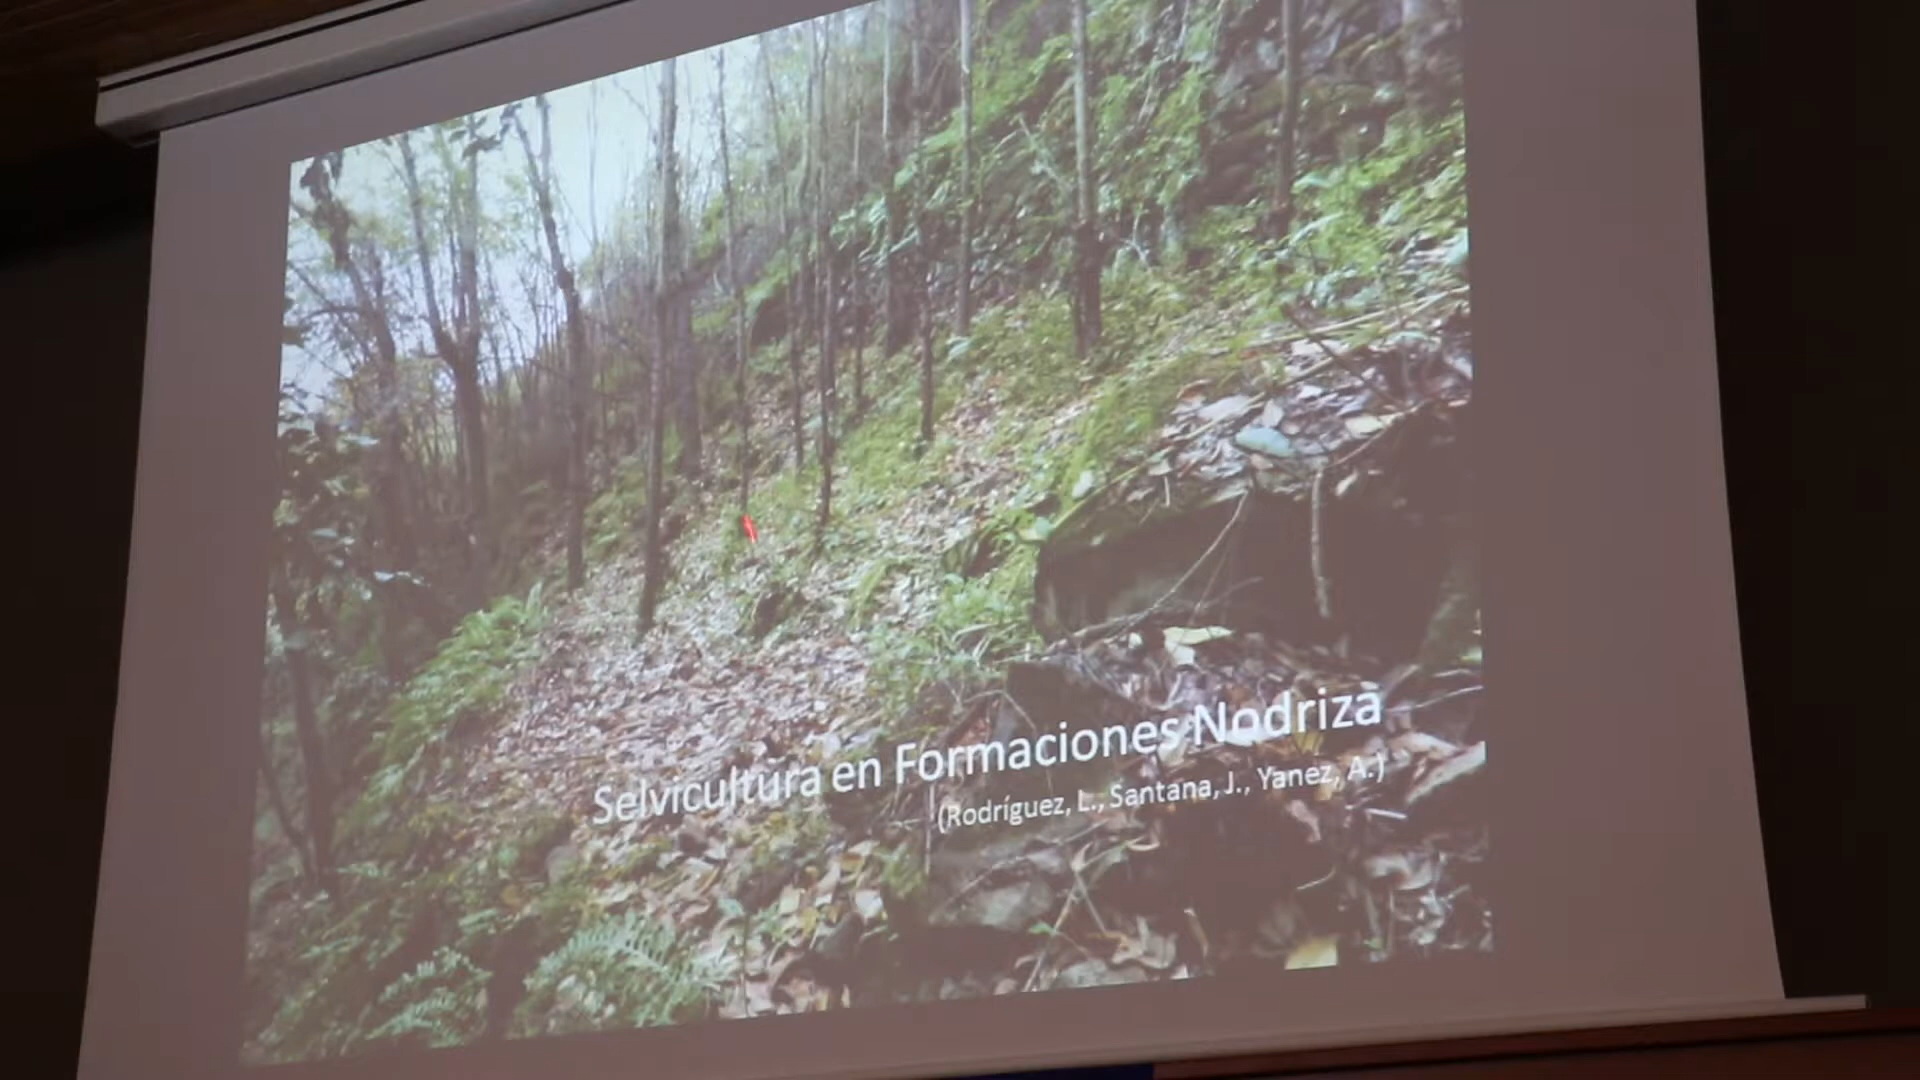 Selvicultura en Formaciones Nodriza
(Rodríguez, L., Santana, J., Yanez, A.)